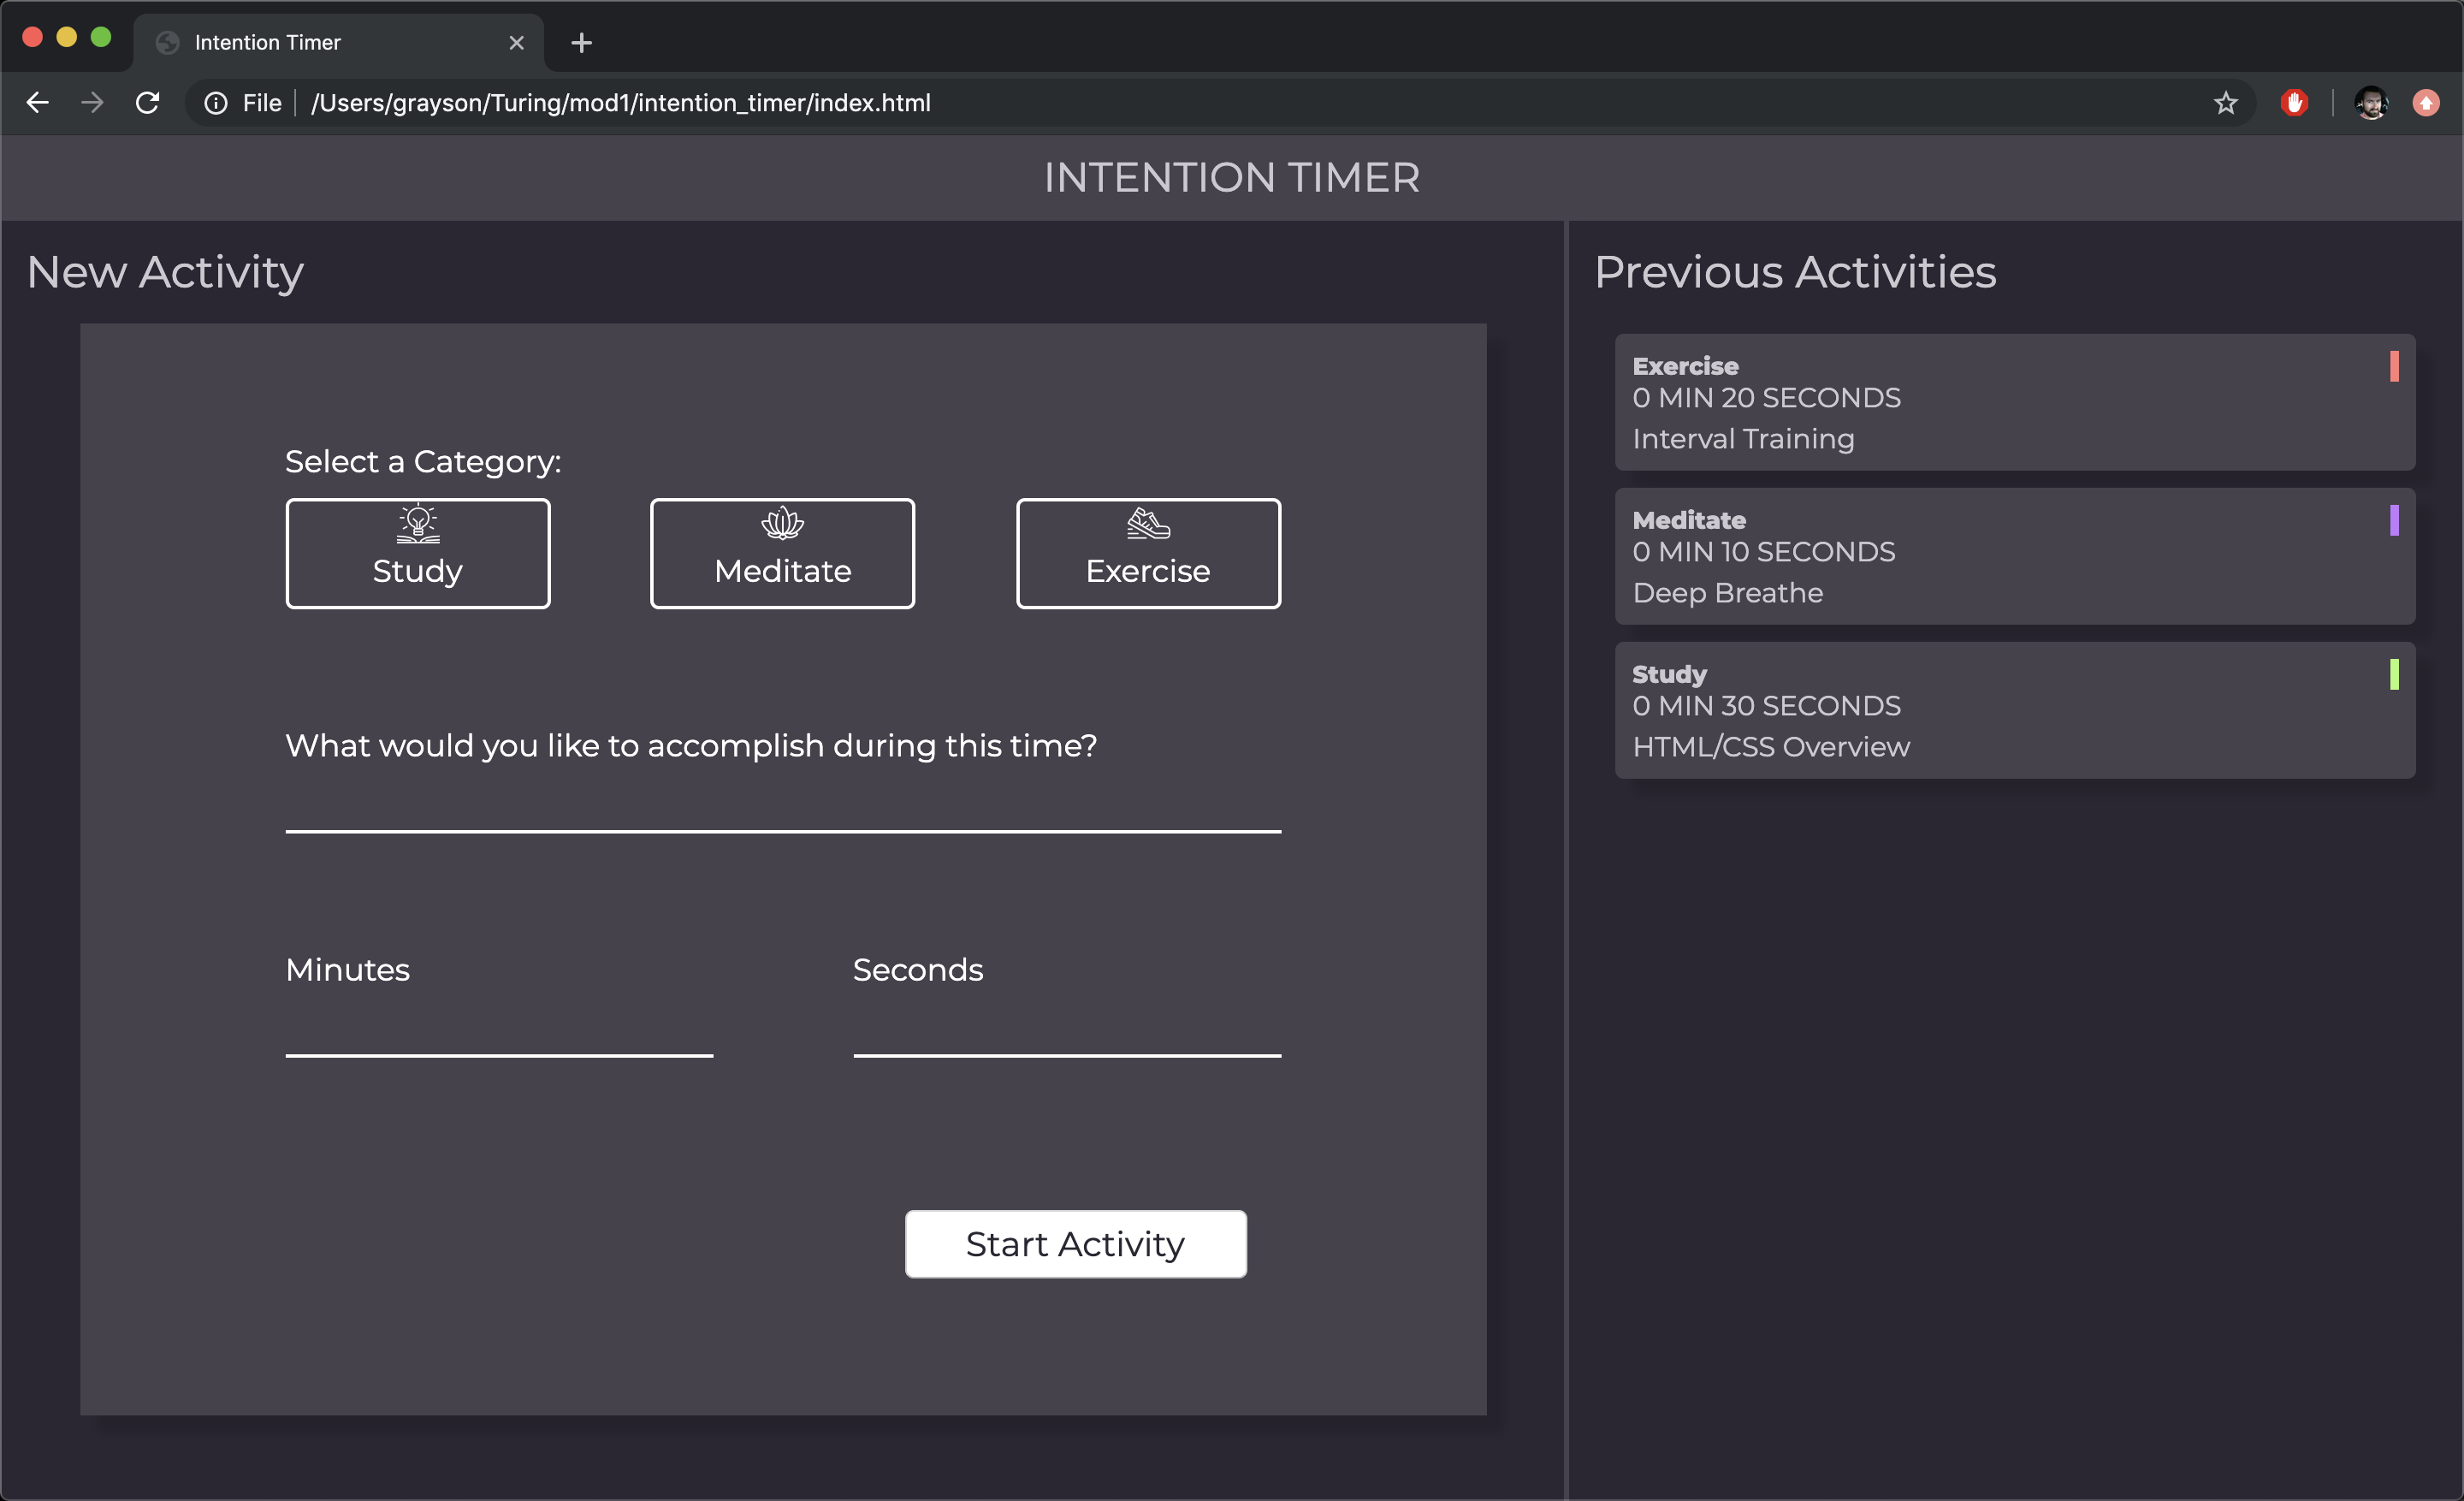 Intention Timer
File /Users/grayson/Turing/mod1/intention_timer/index.html
INTENTION TIMER
New Activity
Select a Category:
Study
Meditate
Exercise
What would you like to accomplish during this time?
Minutes
Seconds
Start Activity
Previous Activities
Exercise
0 MIN 20 SECONDS
Interval Training
Meditate
0 MIN 10 SECONDS
Deep Breathe
Study
0 MIN 30 SECONDS
HTML/CSS Overview